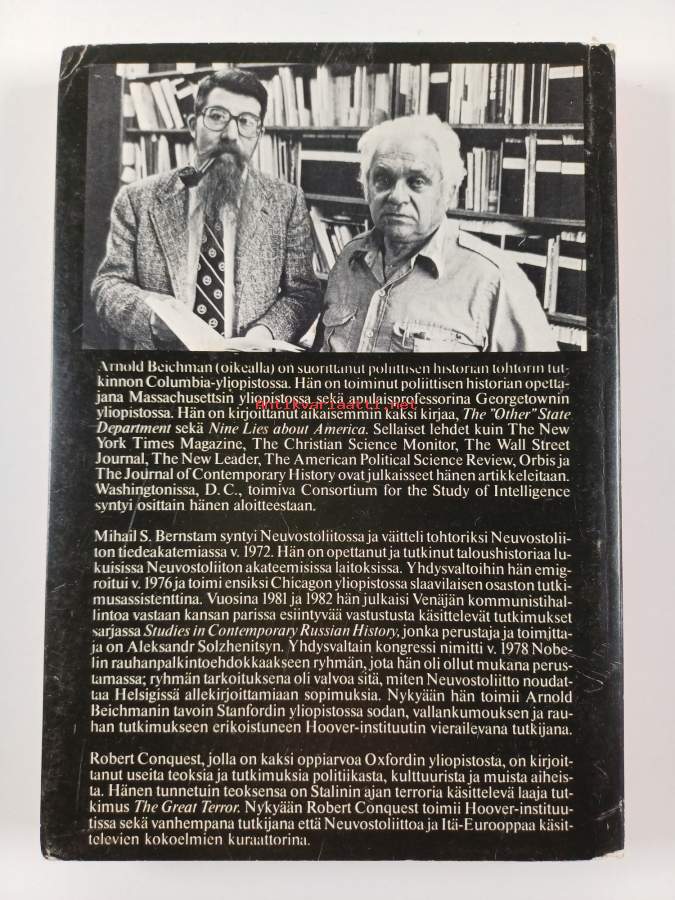 Arnold Beichman (oikealla) on suorittanut poliittisen historian tohtorin tut-
kinnon Columbia-yliopistossa. Hän on toiminut poliittisen historian opetta-
jana Massachusettsin yliopistossa sekä apulaisprofessorina Georgetownin
antikvariaatti.net
yliopistossa. Hän on kirjoittanut aikaisemmin kaksi kirjaa, The "Other" State
Department sekä Nine Lies about America. Sellaiset lehdet kuin The New
York Times Magazine, The Christian Science Monitor, The Wall Street
Journal, The New Leader, The American Political Science Review, Orbis ja
The Journal of Contemporary History ovat julkaisseet hänen artikkeleitaan.
Washingtonissa, D.C., toimiva Consortium for the Study of Intelligence
syntyi osittain hänen aloitteestaan.
Mihail S. Bernstam syntyi Neuvostoliitossa ja väitteli tohtoriksi Neuvostolii-
ton tiedeakatemiassa v. 1972. Hän on opettanut ja tutkinut taloushistoriaa lu-
kuisissa Neuvostoliiton akateemisissa laitoksissa. Yhdysvaltoihin hän emig-
roitui v. 1976 ja toimi ensiksi Chicagon yliopistossa slaavilaisen osaston tutki-
musassistenttina. Vuosina 1981 ja 1982 hän julkaisi Venäjän kommunistihal-
lintoa vastaan kansan parissa esiintyvää vastustusta käsittelevät tutkimukset
sarjassa Studies in Contemporary Russian History, jonka perustaja ja toimitta-
ja on Aleksandr Solzhenitsyn. Yhdysvaltain kongressi nimitti v. 1978 Nobe-
lin rauhanpalkintoehdokkaakseen ryhmän, jota hän oli ollut mukana perus-
tamassa; ryhmän tarkoituksena oli valvoa sitä, miten Neuvostoliitto noudat-
taa Helsigissä allekirjoittamiaan sopimuksia. Nykyään hän toimii Arnold
Beichmanin tavoin Stanfordin yliopistossa sodan, vallankumouksen ja rau-
han tutkimukseen erikoistuneen Hoover-instituutin vierailevana tutkijana.
Robert Conquest, jolla on kaksi oppiarvoa Oxfordin yliopistosta, on kirjoit-
tanut useita teoksia ja tutkimuksia politiikasta, kulttuurista ja muista aiheis-
ta. Hänen tunnetuin teoksensa on Stalinin ajan terroria käsittelevä laaja tut-
kimus The Great Terror. Nykyään Robert Conquest toimii Hoover-instituu-
tissa sekä vanhempana tutkijana että Neuvostoliittoa ja Itä-Eurooppaa käsit-
televien kokoelmien kuraattorina.